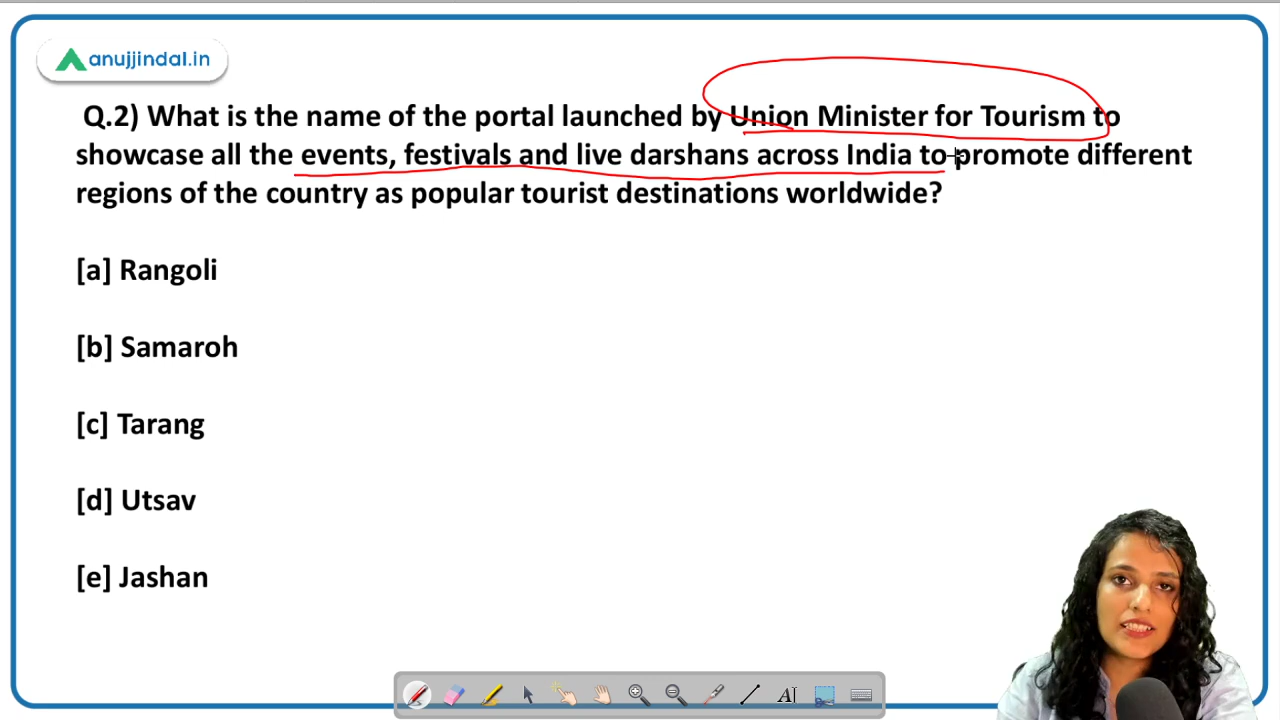 anujjindal.in
Q.2) What is the name of the portal launched by Union Minister for Tourism to
showcase all the events, festivals and live darshans across India to promote different
regions of the country as popular tourist destinations worldwide?
[a] Rangoli
[b] Samaroh
[c] Tarang
[d] Utsav
[e] Jashan
A